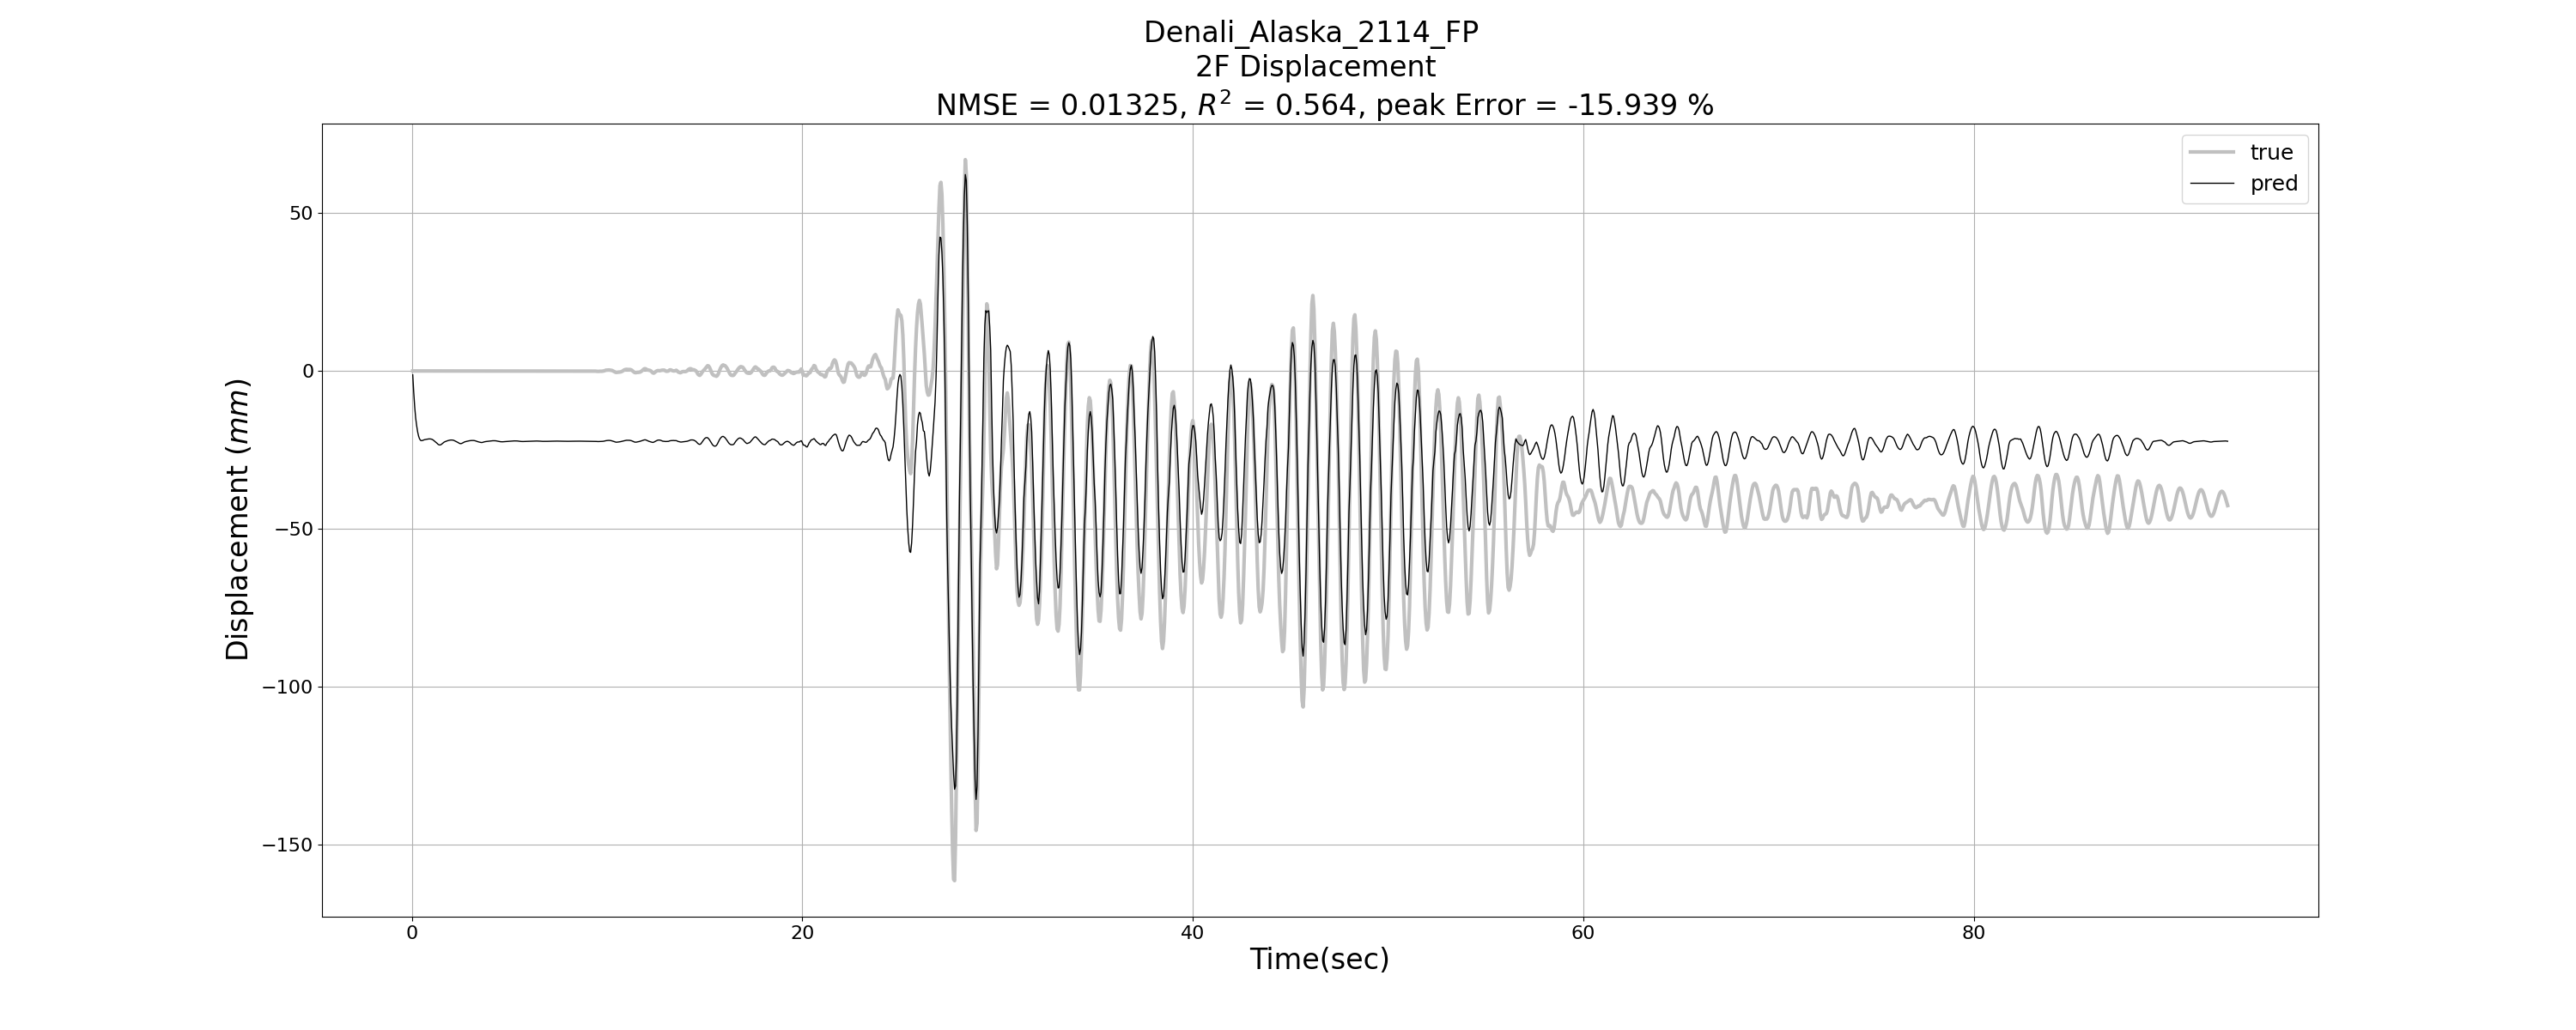 Denali_Alaska_2114_FP
2F Displacement
NMSE = 0.01325, R² = 0.564, peak Error = -15.939 %
true
pred
50
0
−50
−100
−150
Displacement (mm)
0 20 40 60 80
Time(sec)